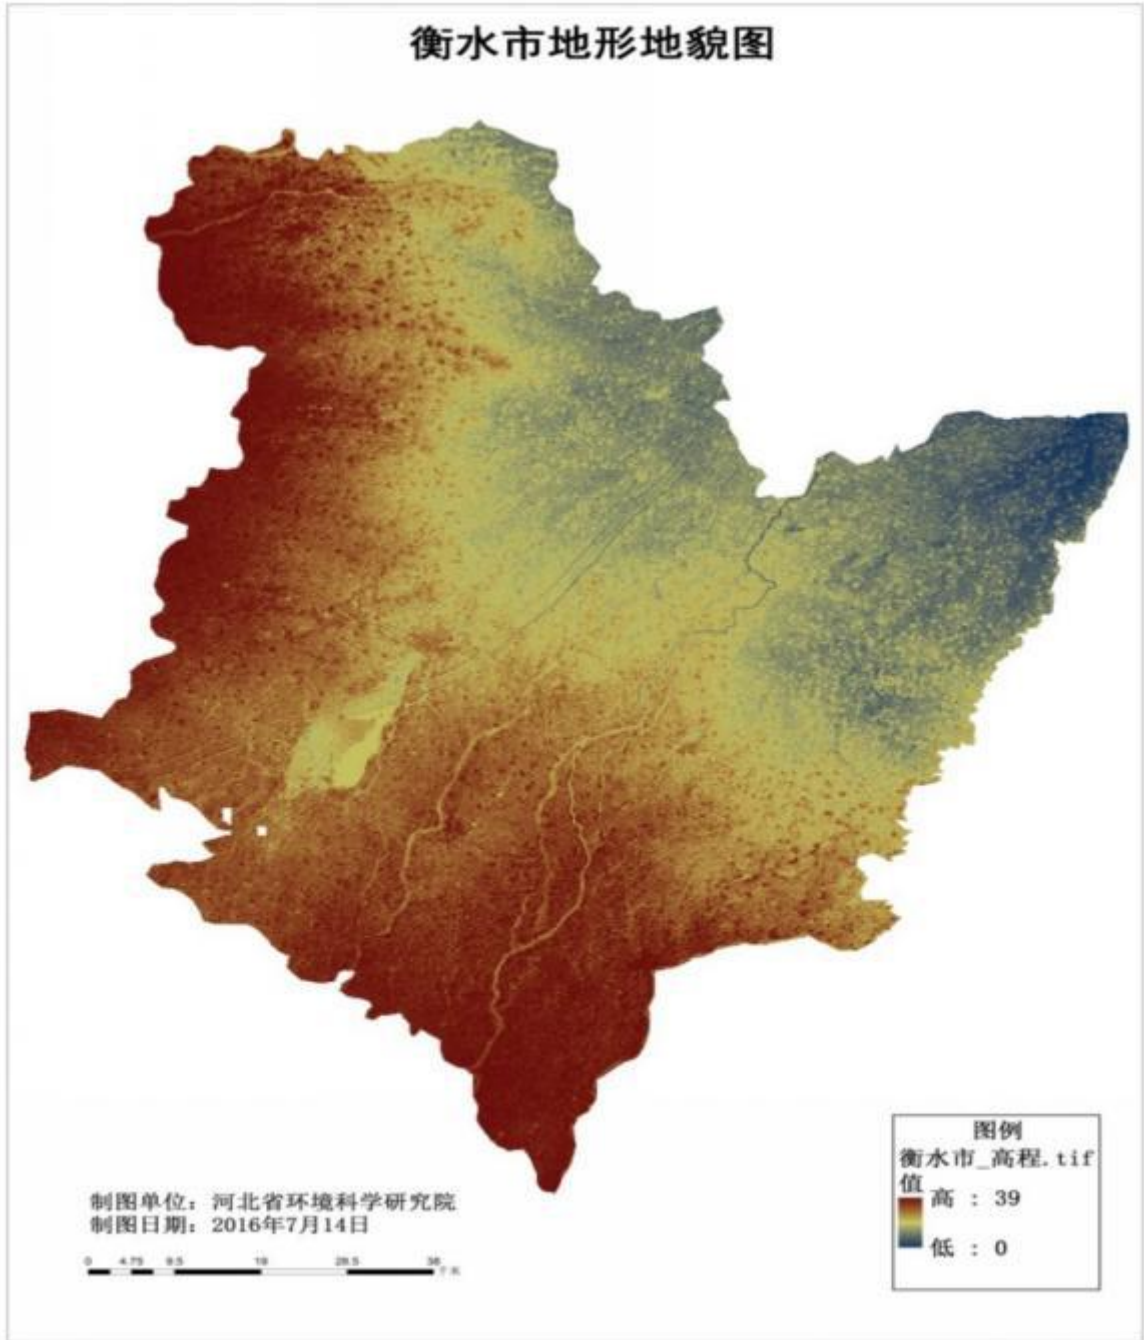 衡水市地形地貌图
图例
衡水市_高程.tif
值
高 : 39
低 : 0
制图单位: 河北省环境科学研究院
制图日期: 2016年7月14日
0 4.75 9.5 19 28.5 38
千米